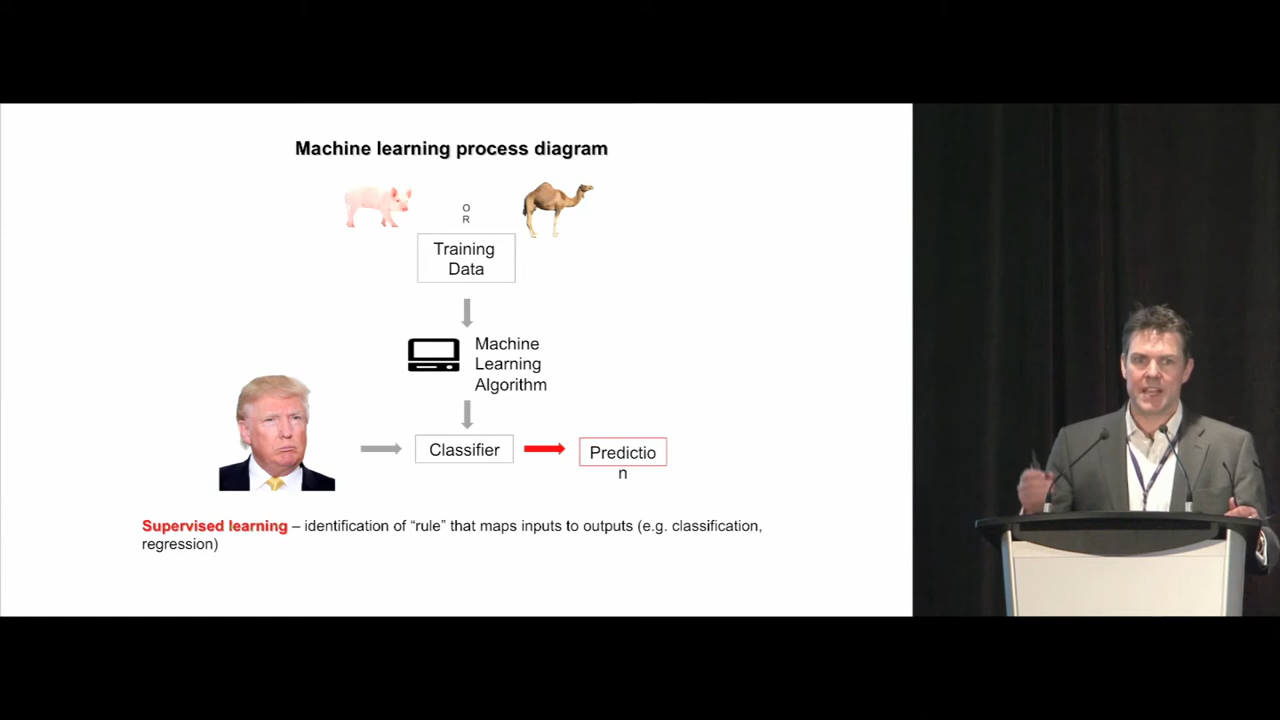 Machine learning process diagram
O
R
Training
Data
Machine
Learning
Algorithm
Classifier
Predictio
n
Supervised learning – identification of “rule” that maps inputs to outputs (e.g. classification,
regression)